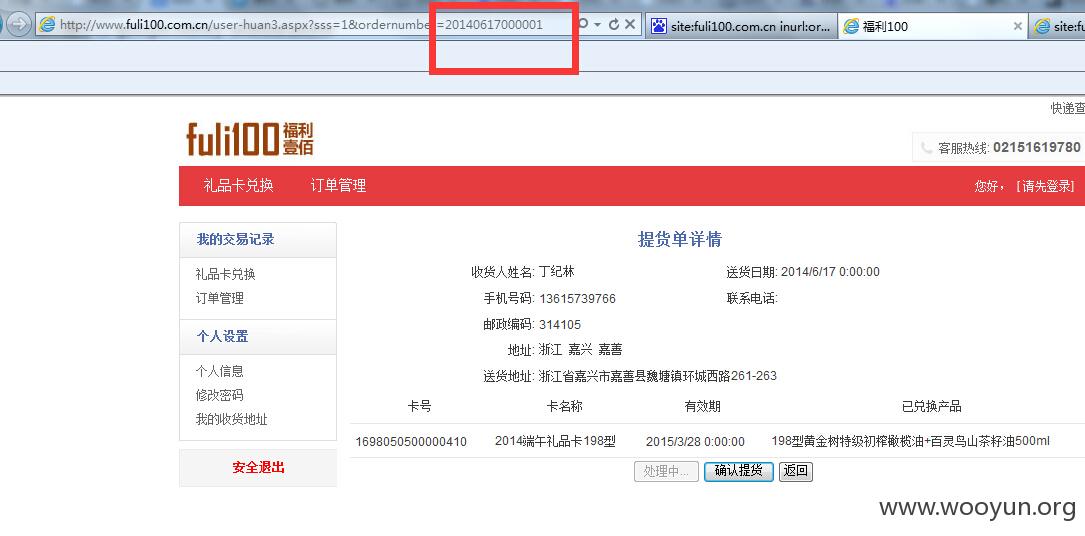 http://www.fuli100.com.cn/user-huan3.aspx?sss=1&ordernumber=20140617000001
site:fuli100.com.cn inurl:or...
福利100
site:fu
快递查
fuli100 福利壹佰
客服热线: 02151619780
礼品卡兑换 订单管理
您好， [请先登录]
我的交易记录
礼品卡兑换
订单管理
个人设置
个人信息
修改密码
我的收货地址
安全退出
提货单详情
收货人姓名: 丁纪林 送货日期: 2014/6/17 0:00:00
手机号码: 13615739766 联系电话:
邮政编码: 314105
地址: 浙江 嘉兴 嘉善
送货地址: 浙江省嘉兴市嘉善县魏塘镇环城西路261-263
卡号 卡名称 有效期 已兑换产品
1698050500000410 2014端午礼品卡198型 2015/3/28 0:00:00 198型黄金树特级初榨橄榄油+百灵鸟山茶籽油500ml
处理中... 确认提货 返回
www.wooyun.org